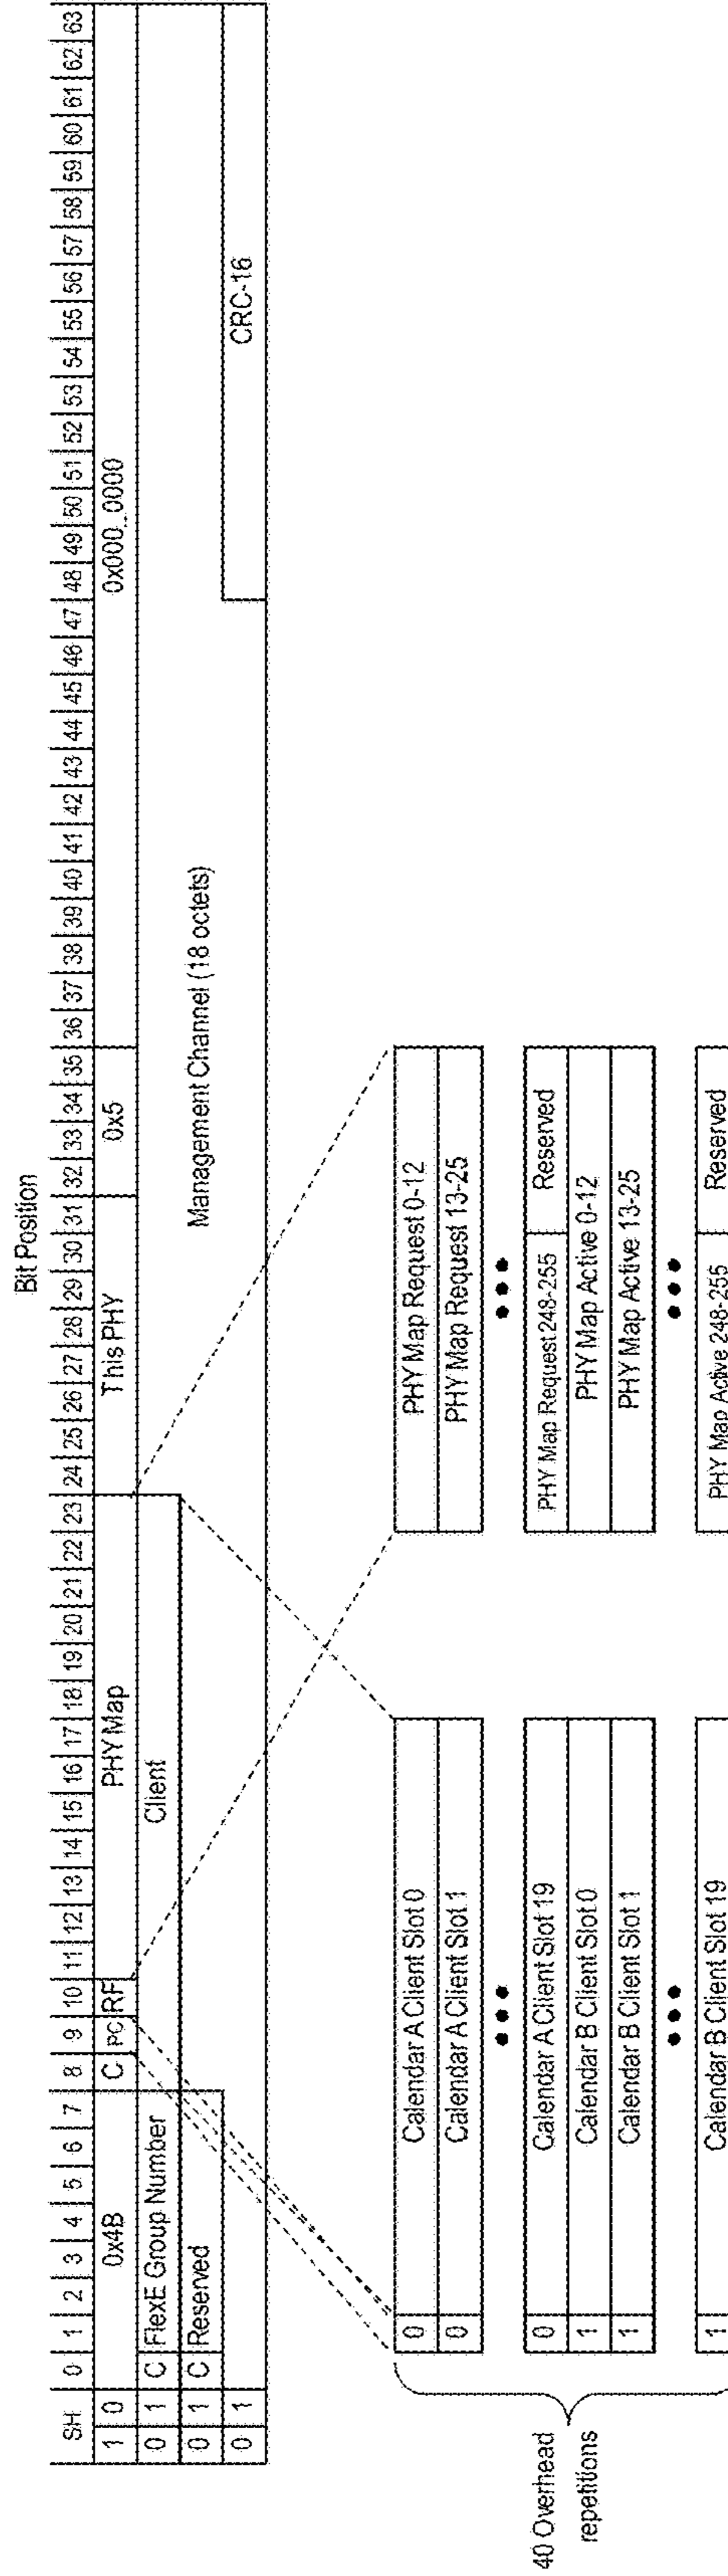 Bit Position
SH 0 1 2 3 4 5 6 7 8 9 10 11 12 13 14 15 16 17 18 19 20 21 22 23 24 25 26 27 28 29 30 31 32 33 34 35 36 37 38 39 40 41 42 43 44 45 46 47 48 49 50 51 52 53 54 55 56 57 58 59 60 61 62 63
1 0 0x4B C PC RF PHY Map This PHY 0x5 0x000_0000
0 1 C FlexE Group Number Client
0 1 C Reserved Management Channel (18 octets)
0 1 CRC-16
40 Overhead
repetitions
0 Calendar A Client Slot 0
0 Calendar A Client Slot 1
0 Calendar A Client Slot 19
1 Calendar B Client Slot 0
1 Calendar B Client Slot 1
1 Calendar B Client Slot 19
PHY Map Request 0-12
PHY Map Request 13-25
PHY Map Request 248-255 Reserved
PHY Map Active 0-12
PHY Map Active 13-25
PHY Map Active 248-255 Reserved